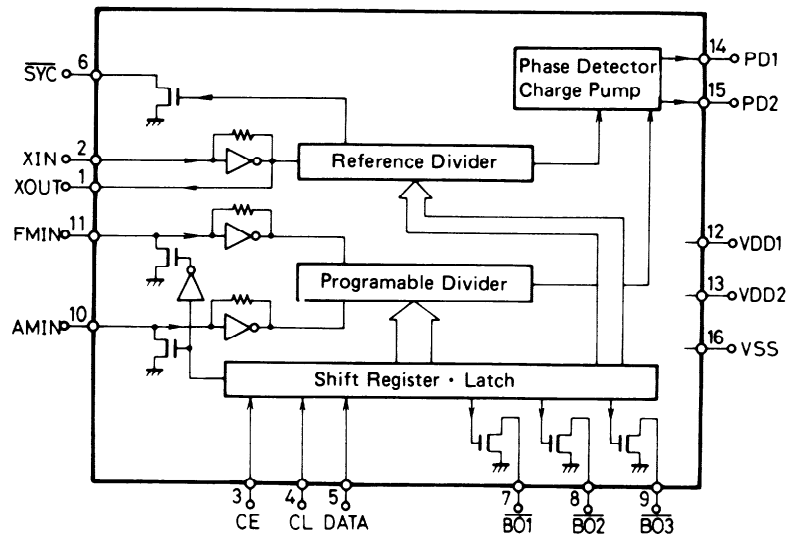 6
SYC
2
XIN
1
XOUT
11
FMIN
10
AMIN
Phase Detector
Charge Pump
14
PD1
15
PD2
Reference Divider
12
VDD1
Programable Divider
13
VDD2
16
VSS
Shift Register · Latch
3
4
5
7
8
9
CE
CL
DATA
BO1
BO2
BO3